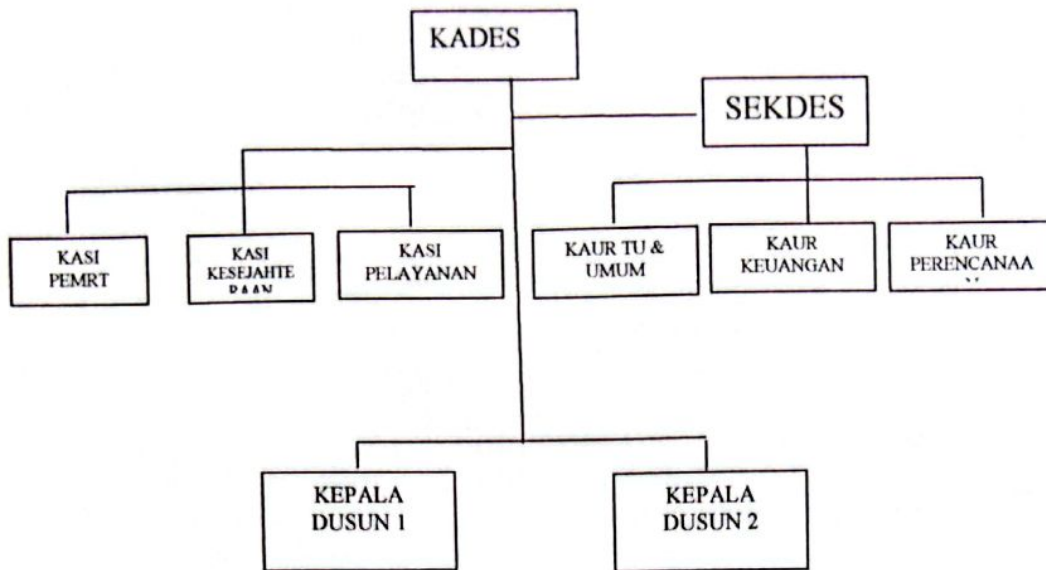 KADES
SEKDES
KASI
PEMRT
KASI
KESEJAHTE
RAAN
KASI
PELAYANAN
KAUR TU &
UMUM
KAUR
KEUANGAN
KAUR
PERENCANAA
KEPALA
DUSUN 1
KEPALA
DUSUN 2